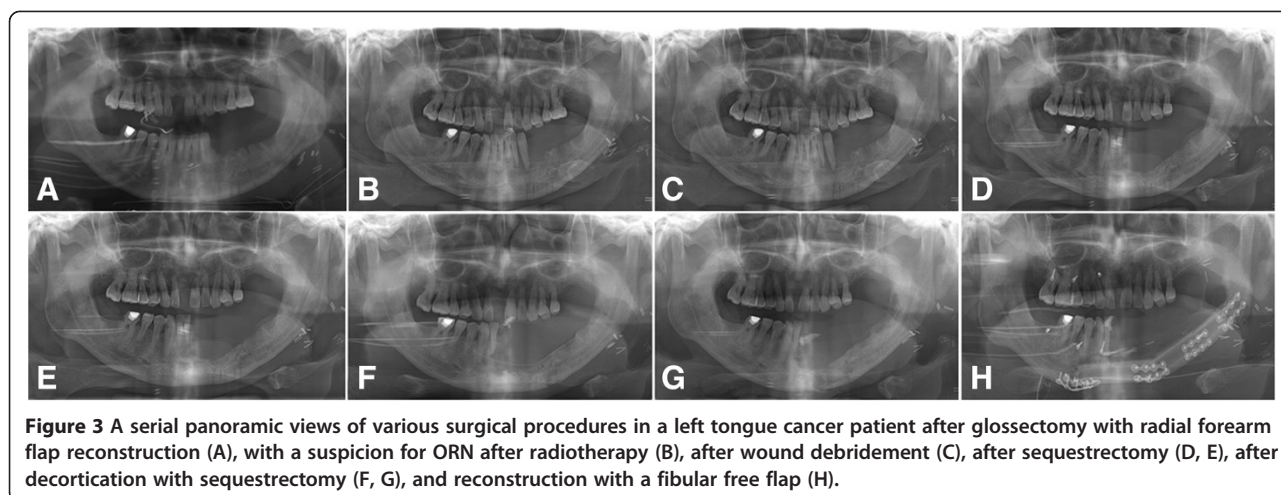 A
B
C
D
E
F
G
H
Figure 3 A serial panoramic views of various surgical procedures in a left tongue cancer patient after glossectomy with radial forearm
flap reconstruction (A), with a suspicion for ORN after radiotherapy (B), after wound debridement (C), after sequestrectomy (D, E), after
decortication with sequestrectomy (F, G), and reconstruction with a fibular free flap (H).